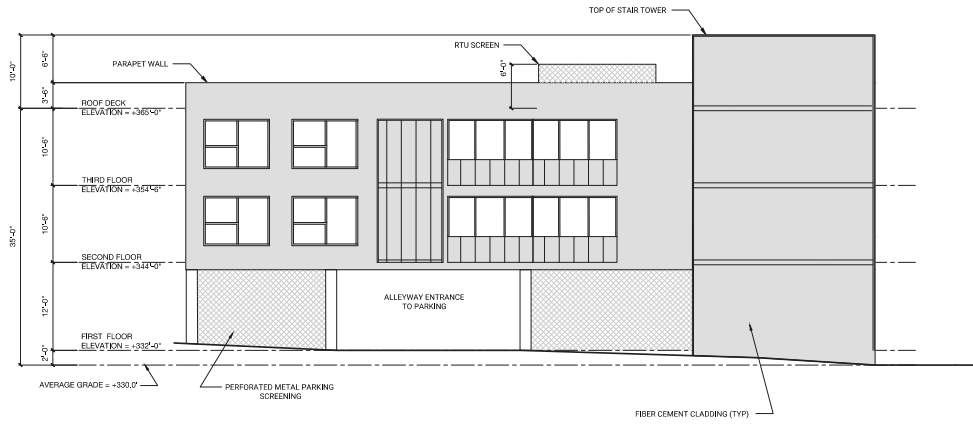 TOP OF STAIR TOWER
RTU SCREEN
PARAPET WALL
10'-0"
6'-6"
6'-0"
3'-6"
ROOF DECK
ELEVATION = +365'-0"
10'-6"
THIRD FLOOR
ELEVATION = +354'-6"
35'-0"
10'-6"
SECOND FLOOR
ELEVATION = +344'-0"
12'-0"
ALLEYWAY ENTRANCE
TO PARKING
FIRST FLOOR
ELEVATION = +332'-0"
2'-0"
AVERAGE GRADE = +330.0'
PERFORATED METAL PARKING
SCREENING
FIBER CEMENT CLADDING (TYP)